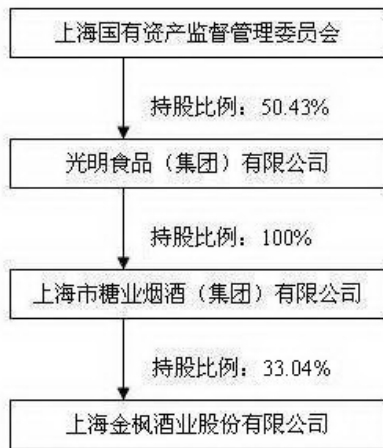 上海国有资产监督管理委员会
持股比例：50.43%
光明食品（集团）有限公司
持股比例：100%
上海市糖业烟酒（集团）有限公司
持股比例：33.04%
上海金枫酒业股份有限公司